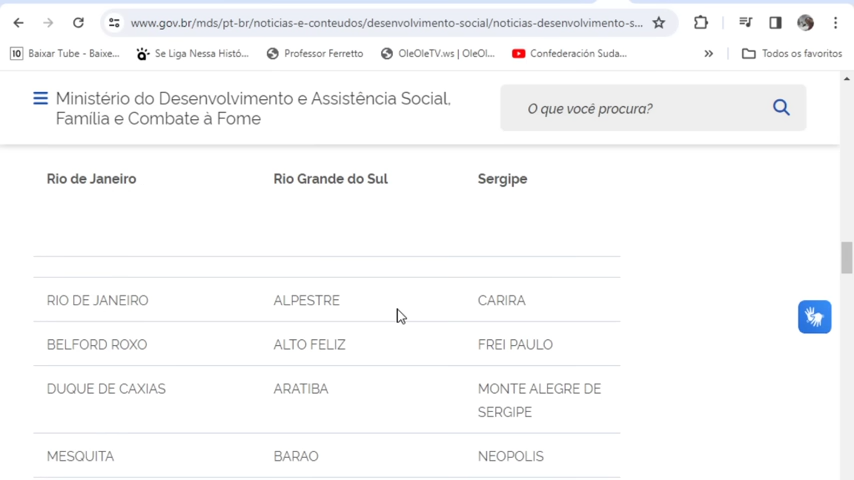 www.gov.br/mds/pt-br/noticias-e-conteudos/desenvolvimento-social/noticias-desenvolvimento-s...
10 Baixar Tube - Baixe... Se Liga Nessa Histó... Professor Ferretto OleOleTV.ws | OleOl... Confederación Suda... » Todos os favoritos
Ministério do Desenvolvimento e Assistência Social,
Família e Combate à Fome
O que você procura?
Rio de Janeiro Rio Grande do Sul Sergipe
RIO DE JANEIRO ALPESTRE CARIRA
BELFORD ROXO ALTO FELIZ FREI PAULO
DUQUE DE CAXIAS ARATIBA MONTE ALEGRE DE
SERGIPE
MESQUITA BARAO NEOPOLIS